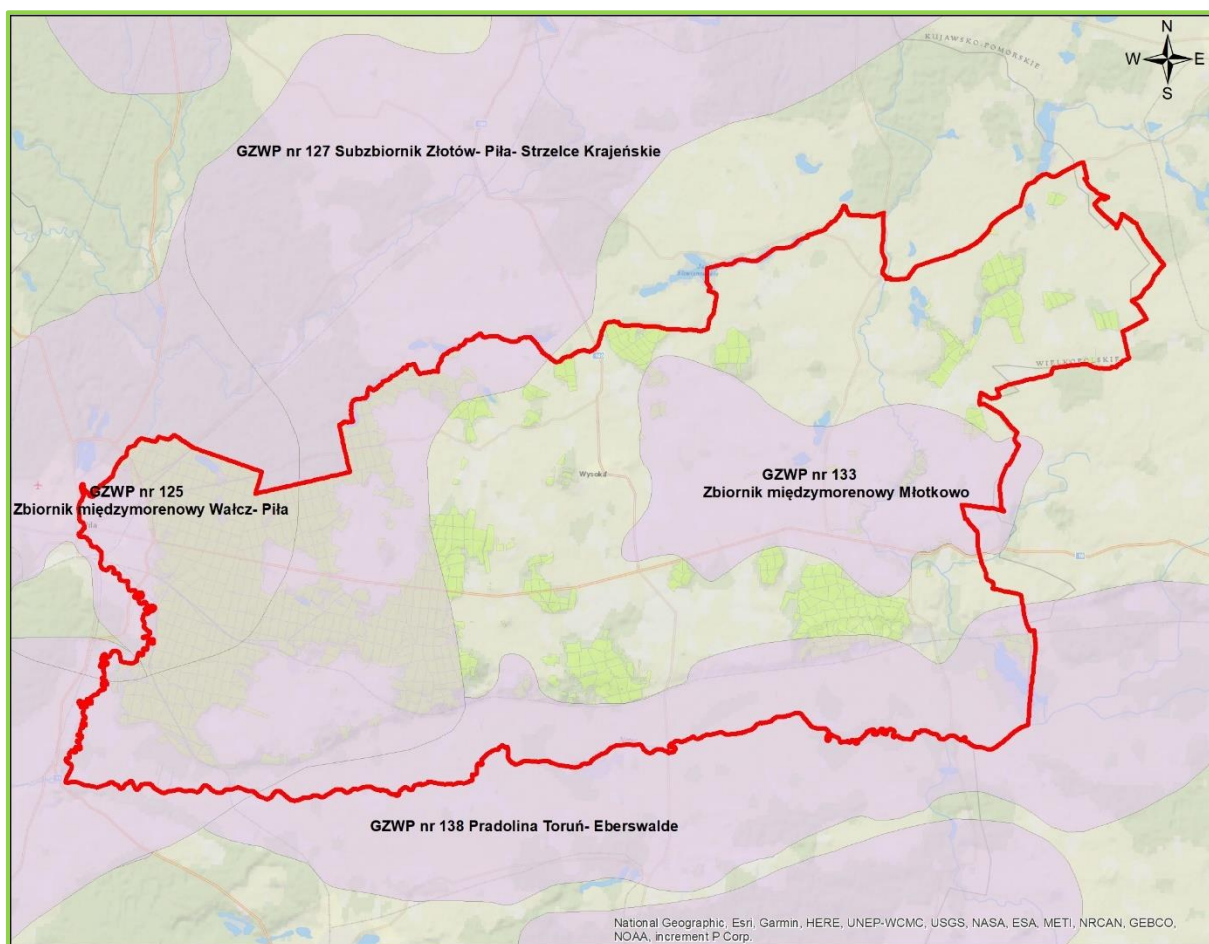 N
W E
S
KUJAWSKO-POMORSKIE
GZWP nr 127 Subzbiornik Złotów- Piła- Strzelce Krajeńskie
WIELKOPOLSKIE
Wysoka
GZWP nr 133
Zbiornik międzymorenowy Młotkowo
GZWP nr 125
Zbiornik międzymorenowy Wałcz- Piła
GZWP nr 138 Pradolina Toruń- Eberswalde
National Geographic, Esri, Garmin, HERE, UNEP-WCMC, USGS, NASA, ESA, METI, NRCAN, GEBCO,
NOAA, increment P Corp.